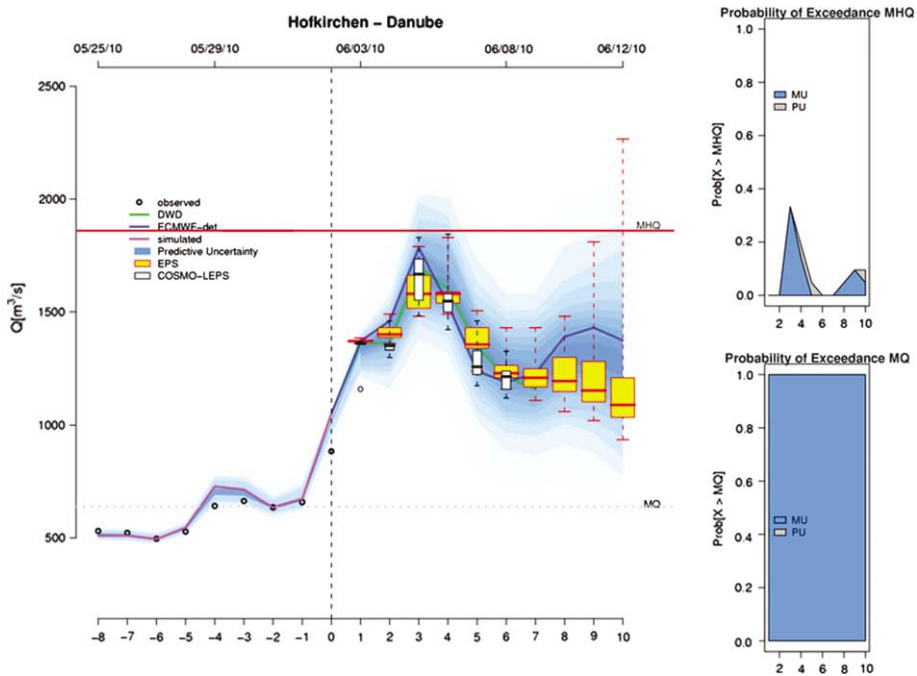 Hofkirchen – Danube
05/25/10 05/29/10 06/03/10 06/08/10 06/12/10
2500
2000
1500
1000
500
Q[m³/s]
observed
DWD
ECMWF-det
simulated
Predictive Uncertainty
EPS
COSMO-LEPS
MHQ
MQ
-8 -7 -6 -5 -4 -3 -2 -1 0 1 2 3 4 5 6 7 8 9 10
Probability of Exceedance MHQ
1.0
0.8
0.6
0.4
0.2
0.0
Prob[X > MHQ]
MU
PU
2 4 6 8 10
Probability of Exceedance MQ
1.0
0.8
0.6
0.4
0.2
0.0
Prob[X > MQ]
MU
PU
2 4 6 8 10